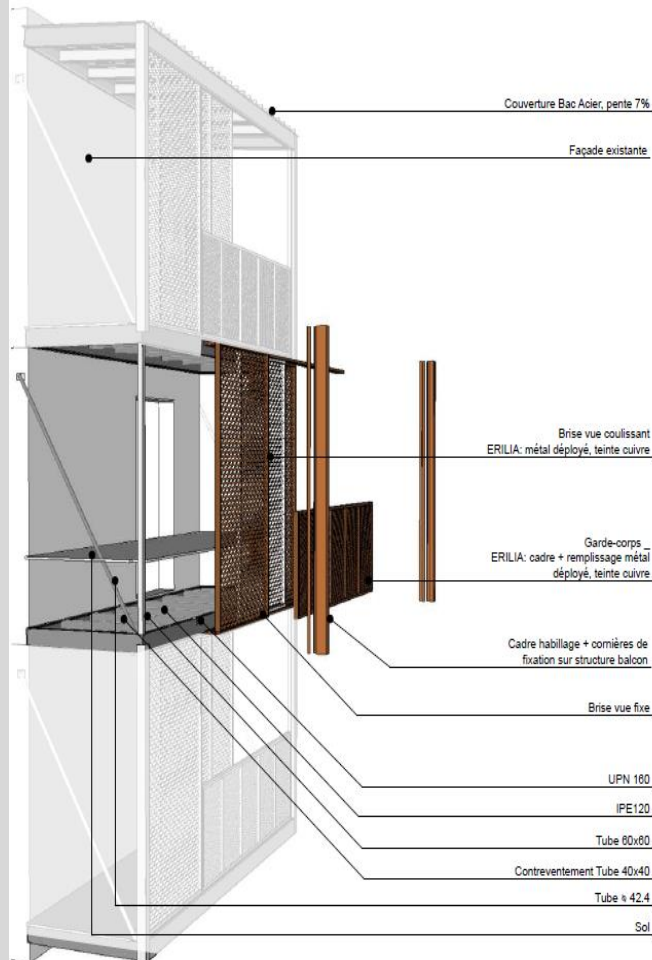 Couverture Bac Acier, pente 7%
Façade existante
Brise vue coulissant
ERILIA: métal déployé, teinte cuivre
Garde-corps _
ERILIA: cadre + remplissage métal
déployé, teinte cuivre
Cadre habillage + cornières de
fixation sur structure balcon
Brise vue fixe
UPN 160
IPE120
Tube 60x60
Contreventement Tube 40x40
Tube 42.4
Sol